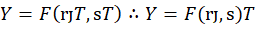 Y = F(rȷT, sT) ∴ Y = F(rȷ, s)T